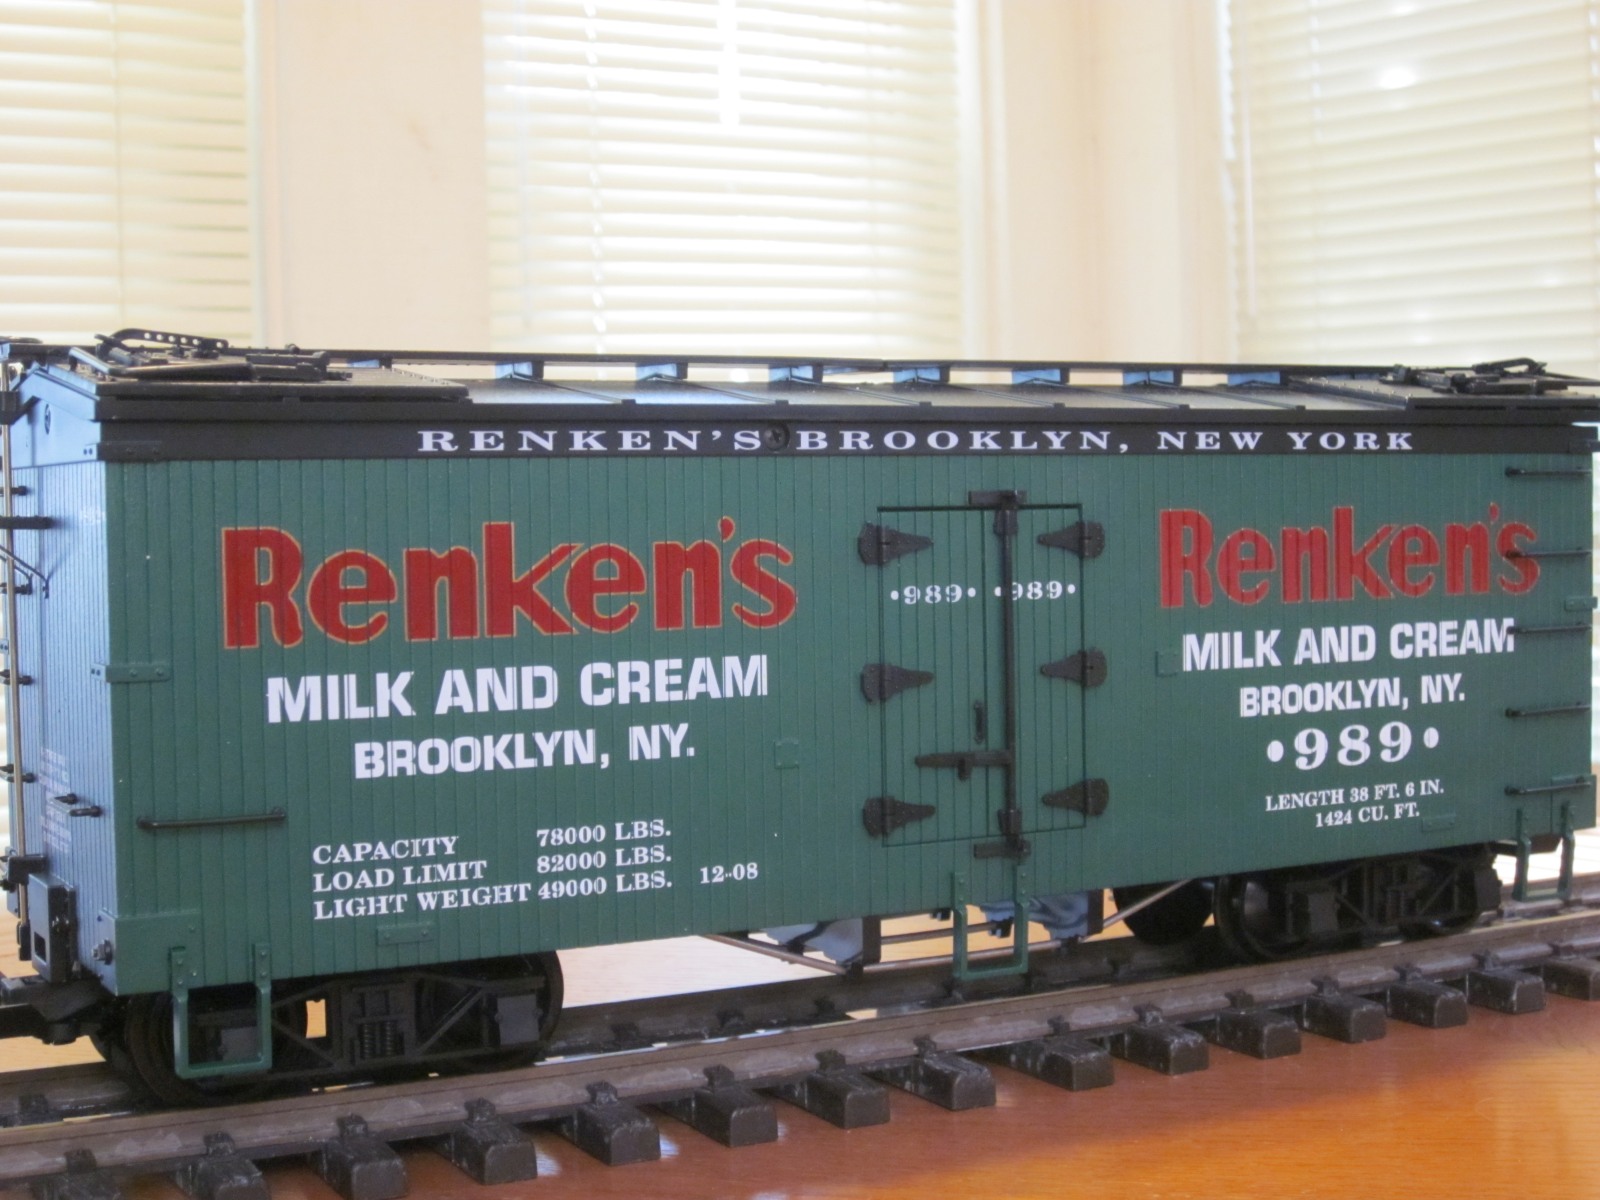 RENKEN'S BROOKLYN, NEW YORK
Renken's
MILK AND CREAM
BROOKLYN, NY.
CAPACITY 78000 LBS.
LOAD LIMIT 82000 LBS.
LIGHT WEIGHT 49000 LBS. 12-08
•989• •989•
Renken's
MILK AND CREAM
BROOKLYN, NY.
•989•
LENGTH 38 FT. 6 IN.
1424 CU. FT.